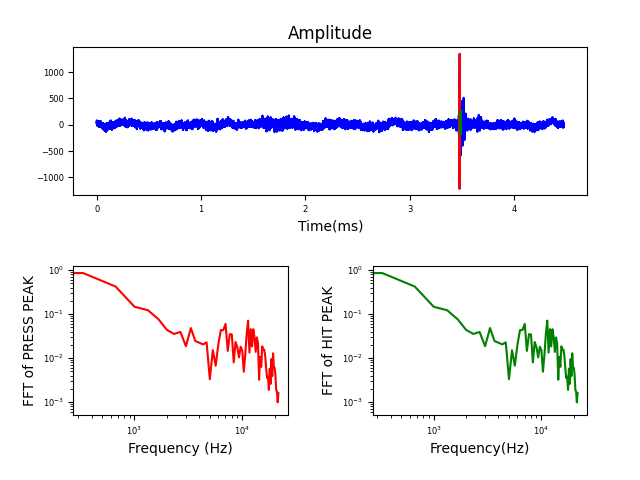 Amplitude
1000
500
0
−500
−1000
0 1 2 3 4
Time(ms)
FFT of PRESS PEAK
10⁰
10⁻¹
10⁻²
10⁻³
10³ 10⁴
Frequency (Hz)
FFT of HIT PEAK
10⁰
10⁻¹
10⁻²
10⁻³
10³ 10⁴
Frequency(Hz)